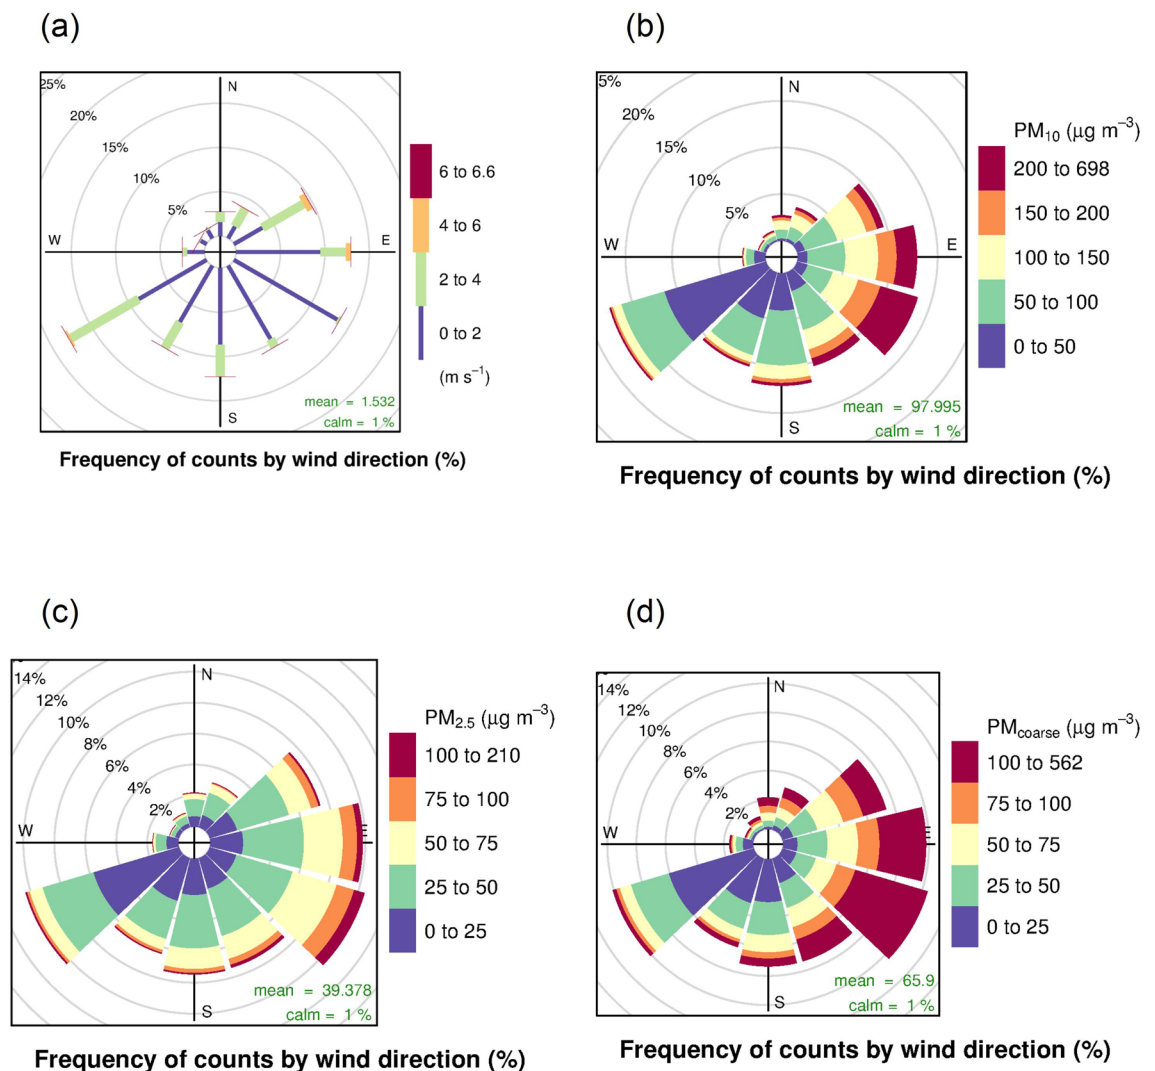 (a)
25%
20%
15%
10%
5%
N
W
E
S
mean = 1.532
calm = 1 %
6 to 6.6
4 to 6
2 to 4
0 to 2
(m s⁻¹)
Frequency of counts by wind direction (%)
(b)
5%
20%
15%
10%
5%
N
W
E
S
mean = 97.995
calm = 1 %
PM₁₀ (μg m⁻³)
200 to 698
150 to 200
100 to 150
50 to 100
0 to 50
Frequency of counts by wind direction (%)
(c)
14%
12%
10%
8%
6%
4%
2%
N
W
E
S
mean = 39.378
calm = 1 %
PM₂.₅ (μg m⁻³)
100 to 210
75 to 100
50 to 75
25 to 50
0 to 25
Frequency of counts by wind direction (%)
(d)
14%
12%
10%
8%
6%
4%
2%
N
W
E
S
mean = 65.9
calm = 1 %
PMcoarse (μg m⁻³)
100 to 562
75 to 100
50 to 75
25 to 50
0 to 25
Frequency of counts by wind direction (%)